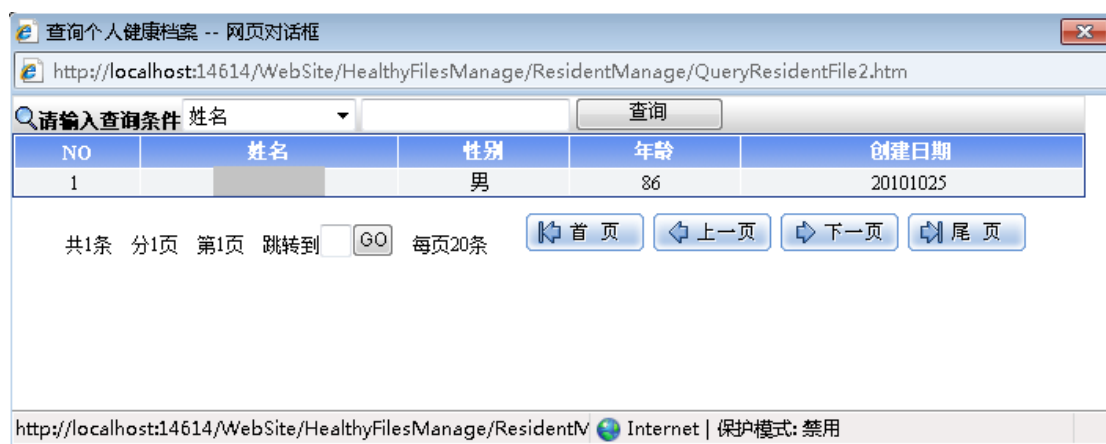 查询个人健康档案 -- 网页对话框
http://localhost:14614/WebSite/HealthyFilesManage/ResidentManage/QueryResidentFile2.htm
请输入查询条件 姓名 查询
NO 姓名 性别 年龄 创建日期
1 男 86 20101025
共1条 分1页 第1页 跳转到 GO 每页20条 首 页 上一页 下一页 尾 页
http://localhost:14614/WebSite/HealthyFilesManage/ResidentM Internet | 保护模式: 禁用